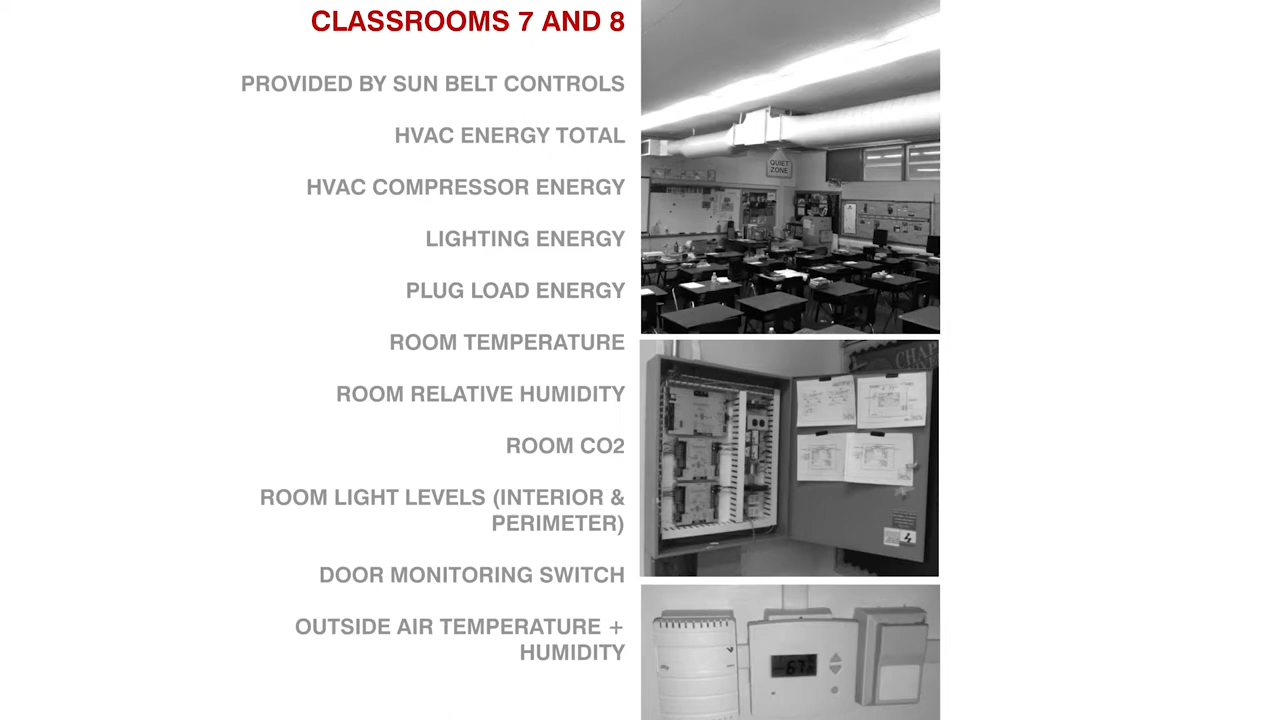 CLASSROOMS 7 AND 8
PROVIDED BY SUN BELT CONTROLS
HVAC ENERGY TOTAL
HVAC COMPRESSOR ENERGY
LIGHTING ENERGY
PLUG LOAD ENERGY
ROOM TEMPERATURE
ROOM RELATIVE HUMIDITY
ROOM CO2
ROOM LIGHT LEVELS (INTERIOR &
PERIMETER)
DOOR MONITORING SWITCH
OUTSIDE AIR TEMPERATURE +
HUMIDITY
QUIET
ZONE